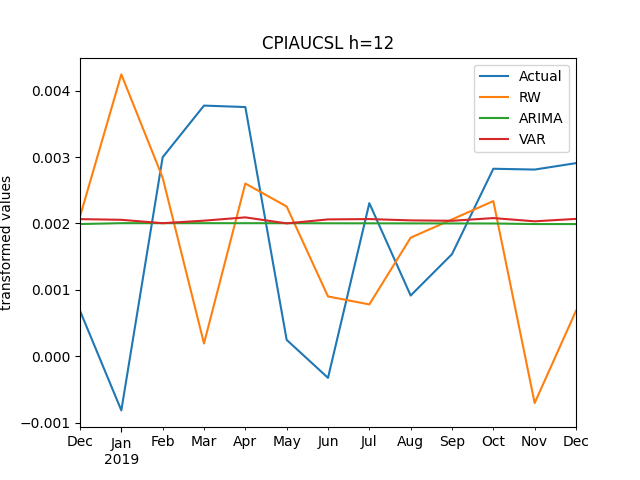 CPIAUCSL h=12
Actual
RW
ARIMA
VAR
transformed values
0.004
0.003
0.002
0.001
0.000
−0.001
Dec Jan Feb Mar Apr May Jun Jul Aug Sep Oct Nov Dec
2019